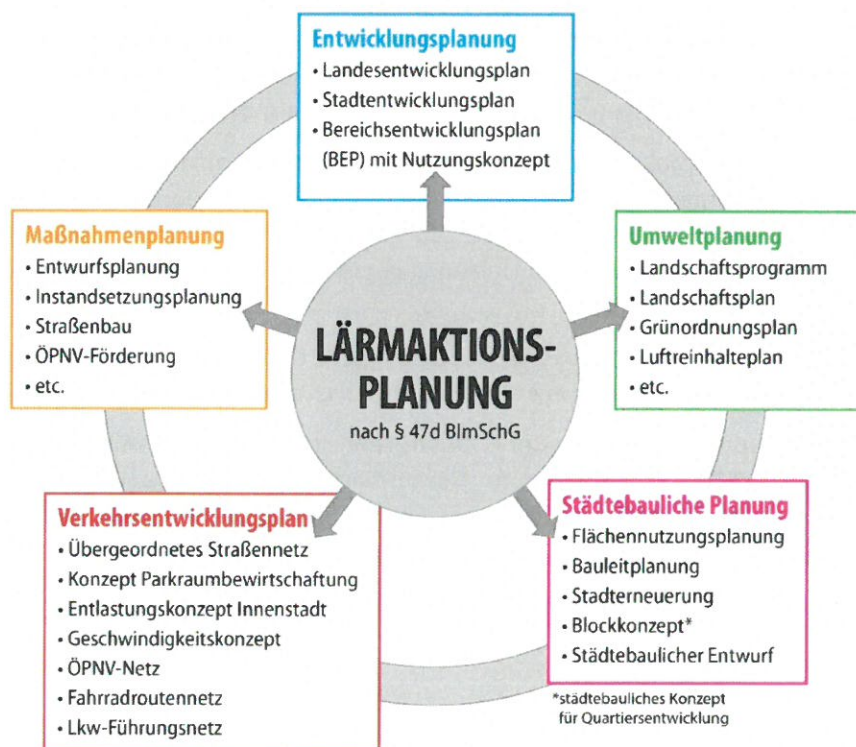 Entwicklungsplanung
• Landesentwicklungsplan
• Stadtentwicklungsplan
• Bereichsentwicklungsplan
(BEP) mit Nutzungskonzept
Maßnahmenplanung
• Entwurfsplanung
• Instandsetzungsplanung
• Straßenbau
• ÖPNV-Förderung
• etc.
Umweltplanung
• Landschaftsprogramm
• Landschaftsplan
• Grünordnungsplan
• Luftreinhalteplan
• etc.
LÄRMAKTIONS-
PLANUNG
nach § 47d BImSchG
Verkehrsentwicklungsplan
• Übergeordnetes Straßennetz
• Konzept Parkraumbewirtschaftung
• Entlastungskonzept Innenstadt
• Geschwindigkeitskonzept
• ÖPNV-Netz
• Fahrradroutennetz
• Lkw-Führungsnetz
Städtebauliche Planung
• Flächennutzungsplanung
• Bauleitplanung
• Stadterneuerung
• Blockkonzept*
• Städtebaulicher Entwurf
*städtebauliches Konzept
für Quartiersentwicklung